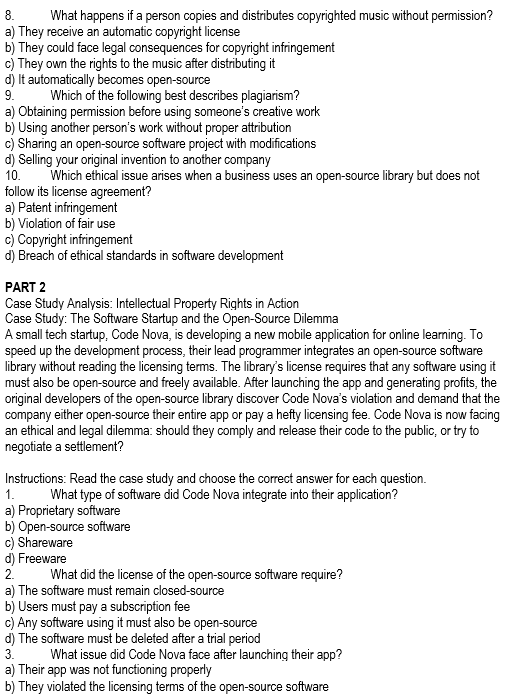 8. What happens if a person copies and distributes copyrighted music without permission?
a) They receive an automatic copyright license
b) They could face legal consequences for copyright infringement
c) They own the rights to the music after distributing it
d) It automatically becomes open-source
9. Which of the following best describes plagiarism?
a) Obtaining permission before using someone's creative work
b) Using another person's work without proper attribution
c) Sharing an open-source software project with modifications
d) Selling your original invention to another company
10. Which ethical issue arises when a business uses an open-source library but does not
follow its license agreement?
a) Patent infringement
b) Violation of fair use
c) Copyright infringement
d) Breach of ethical standards in software development
PART 2
Case Study Analysis: Intellectual Property Rights in Action
Case Study: The Software Startup and the Open-Source Dilemma
A small tech startup, Code Nova, is developing a new mobile application for online learning. To
speed up the development process, their lead programmer integrates an open-source software
library without reading the licensing terms. The library's license requires that any software using it
must also be open-source and freely available. After launching the app and generating profits, the
original developers of the open-source library discover Code Nova's violation and demand that the
company either open-source their entire app or pay a hefty licensing fee. Code Nova is now facing
an ethical and legal dilemma: should they comply and release their code to the public, or try to
negotiate a settlement?
Instructions: Read the case study and choose the correct answer for each question.
1. What type of software did Code Nova integrate into their application?
a) Proprietary software
b) Open-source software
c) Shareware
d) Freeware
2. What did the license of the open-source software require?
a) The software must remain closed-source
b) Users must pay a subscription fee
c) Any software using it must also be open-source
d) The software must be deleted after a trial period
3. What issue did Code Nova face after launching their app?
a) Their app was not functioning properly
b) They violated the licensing terms of the open-source software